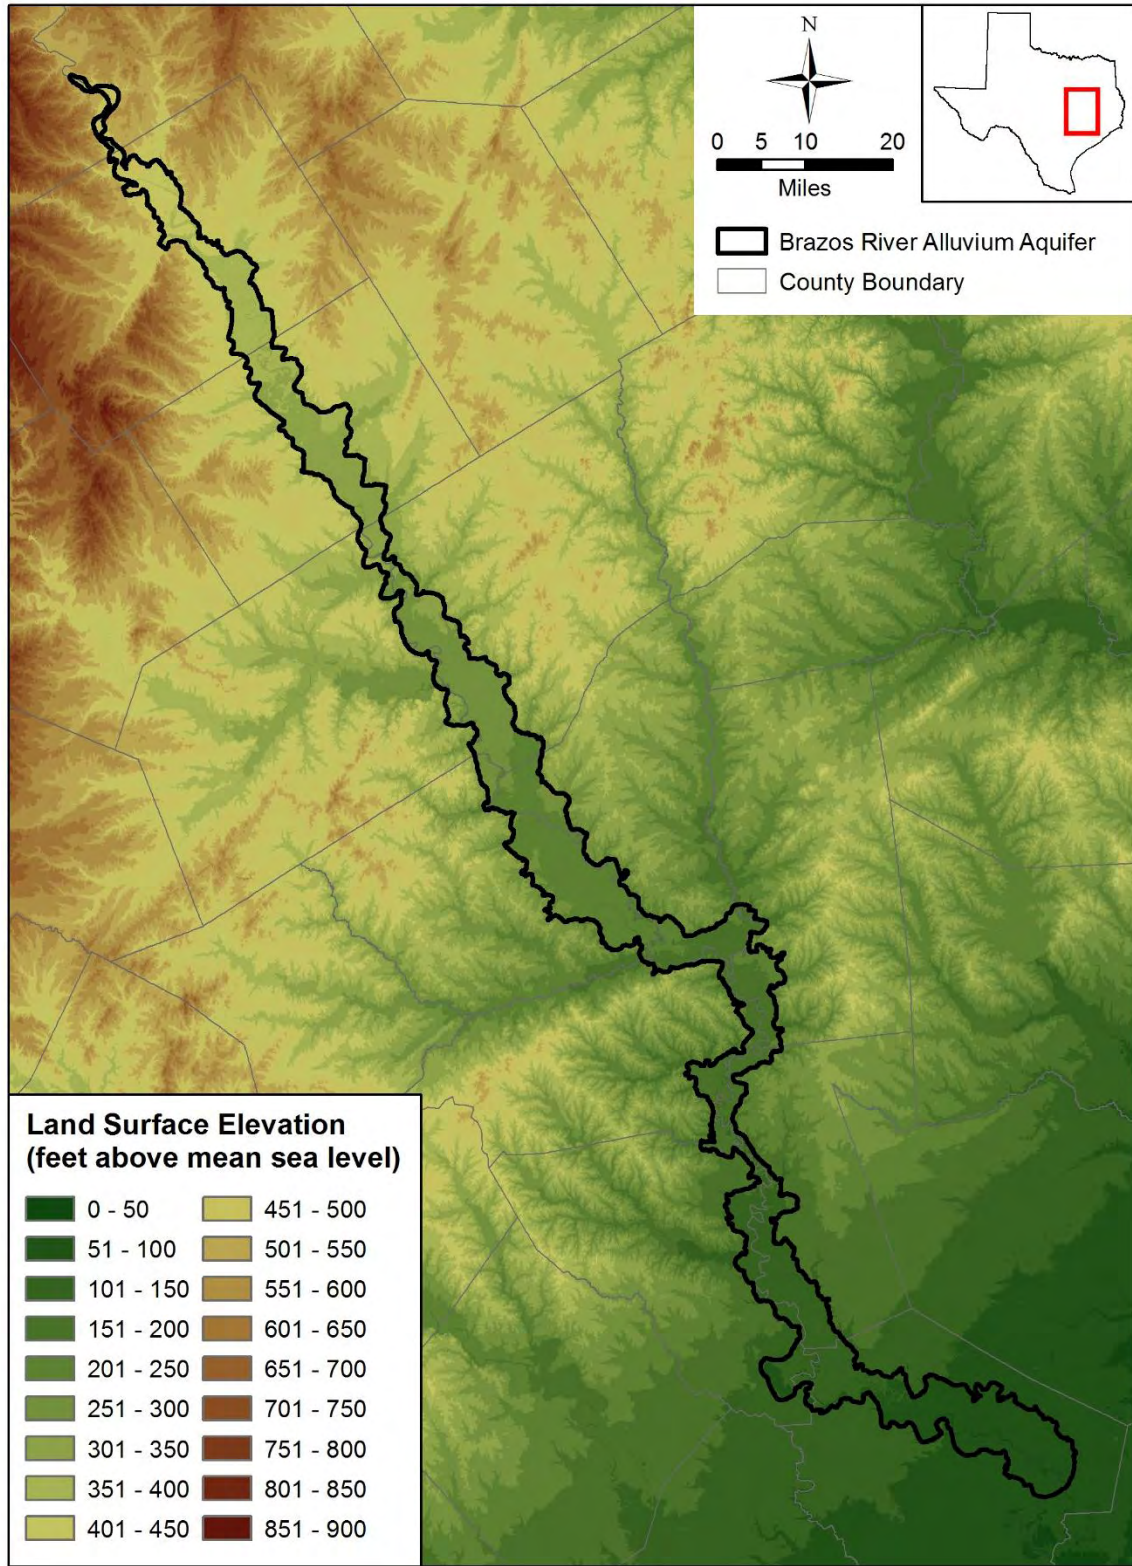 N
0 5 10 20
Miles
Brazos River Alluvium Aquifer
County Boundary
Land Surface Elevation
(feet above mean sea level)
0 - 50
51 - 100
101 - 150
151 - 200
201 - 250
251 - 300
301 - 350
351 - 400
401 - 450
451 - 500
501 - 550
551 - 600
601 - 650
651 - 700
701 - 750
751 - 800
801 - 850
851 - 900